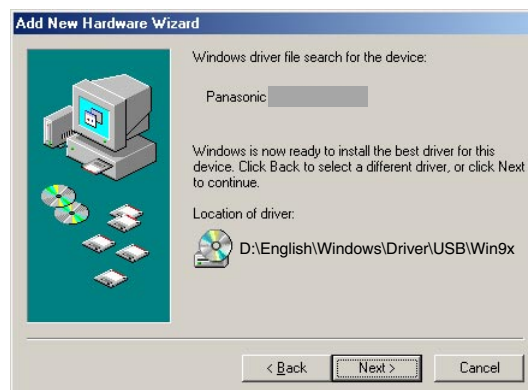 Add New Hardware Wizard
Windows driver file search for the device:
Panasonic
Windows is now ready to install the best driver for this
device. Click Back to select a different driver, or click Next
to continue.
Location of driver:
D:\English\Windows\Driver\USB\Win9x
< Back
Next >
Cancel